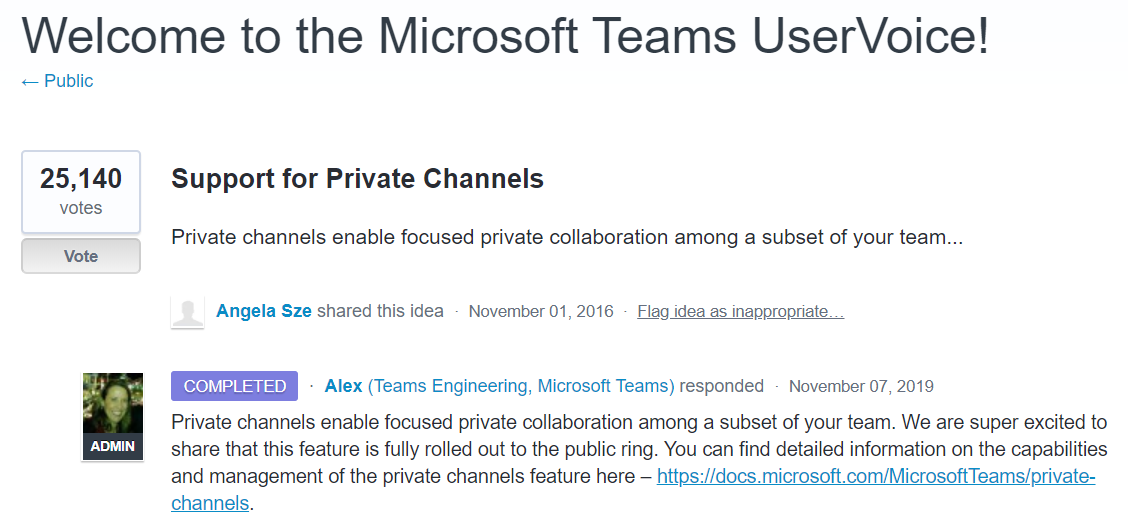 Welcome to the Microsoft Teams UserVoice!
← Public
25,140
votes
Vote
Support for Private Channels
Private channels enable focused private collaboration among a subset of your team...
Angela Sze shared this idea · November 01, 2016 · Flag idea as inappropriate…
ADMIN
COMPLETED · Alex (Teams Engineering, Microsoft Teams) responded · November 07, 2019
Private channels enable focused private collaboration among a subset of your team. We are super excited to
share that this feature is fully rolled out to the public ring. You can find detailed information on the capabilities
and management of the private channels feature here – https://docs.microsoft.com/MicrosoftTeams/private-
channels.